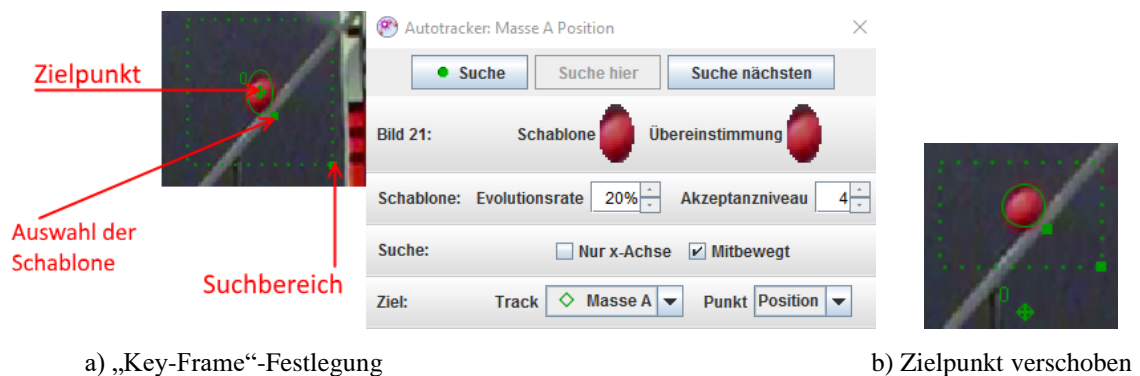 Zielpunkt
0
Auswahl der
Schablone
Suchbereich
Autotracker: Masse A Position
Suche Suche hier Suche nächsten
Bild 21: Schablone Übereinstimmung
Schablone: Evolutionsrate 20% Akzeptanzniveau 4
Suche: Nur x-Achse Mitbewegt
Ziel: Track Masse A Punkt Position
0
a) „Key-Frame“-Festlegung
b) Zielpunkt verschoben